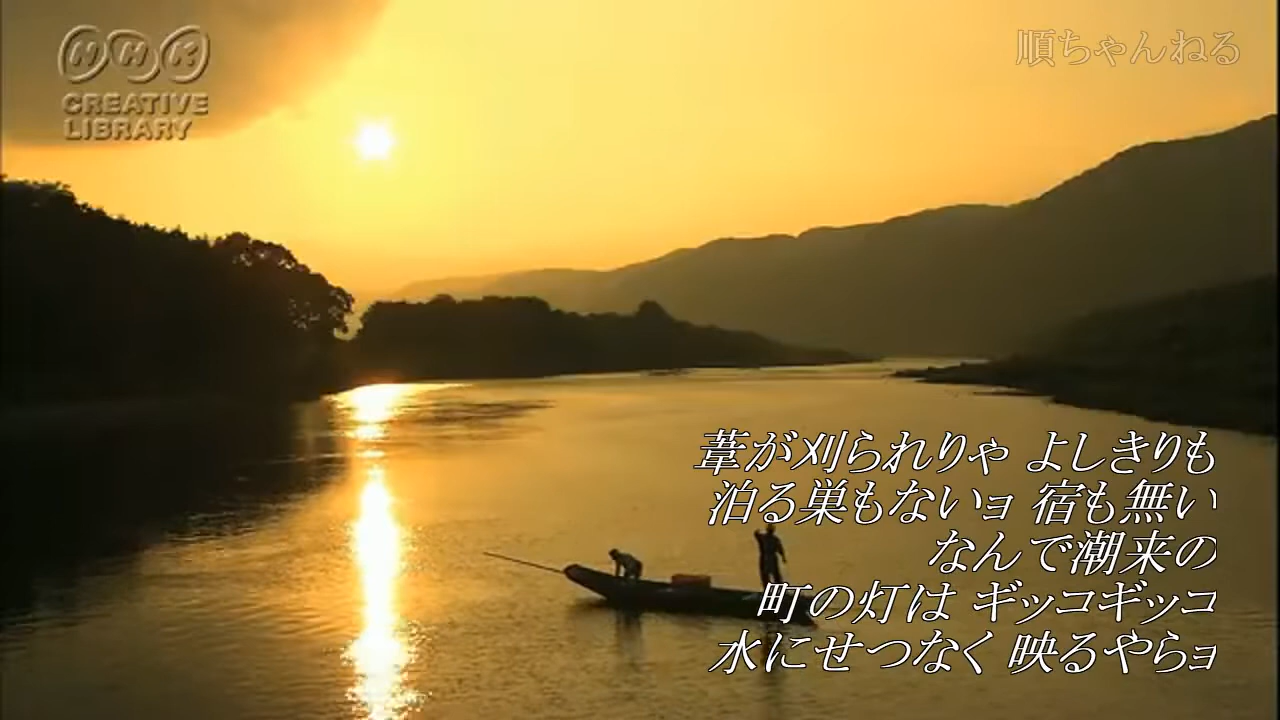 NHK
CREATIVE
LIBRARY
順ちゃんねる
葦が刈られりゃ よしきりも
泊る巣もないョ 宿も無い
なんで潮来の
町の灯は ギッコギッコ
水にせつなく 映るやらョ